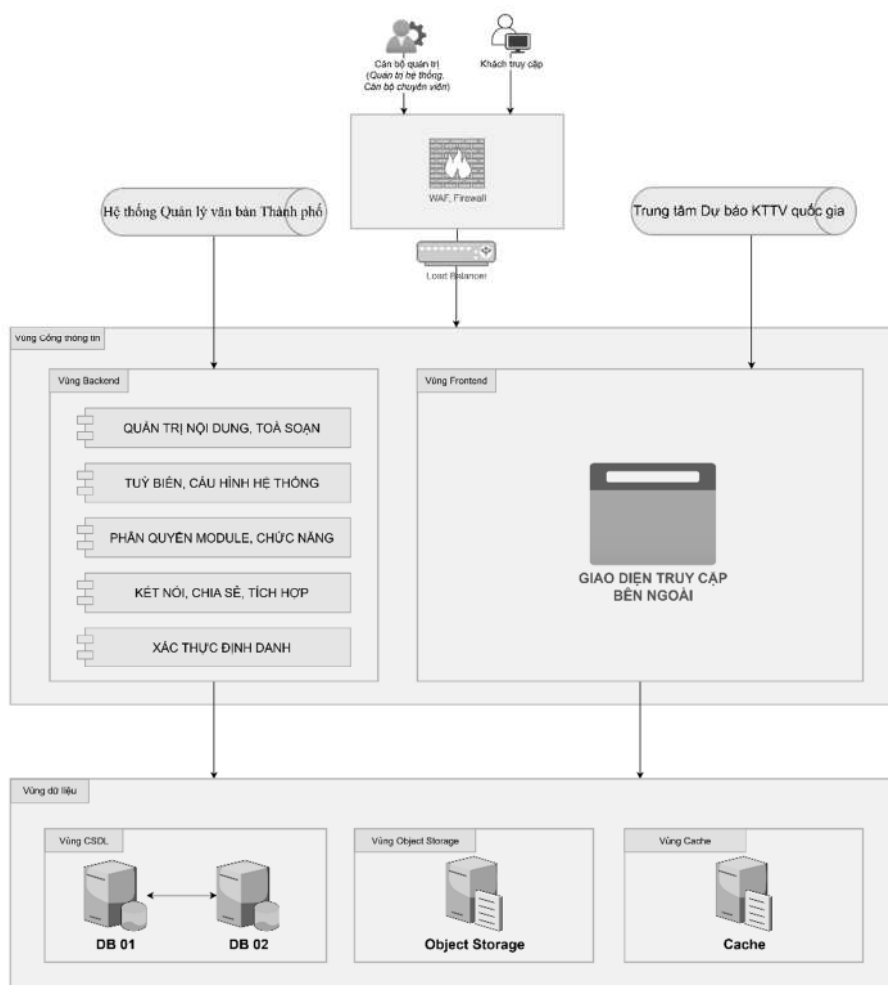 Cán bộ quản trị
(Quản trị hệ thống,
Cán bộ chuyên viên)
Khách truy cập
WAF, Firewall
Hệ thống Quản lý văn bản Thành phố
Trung tâm Dự báo KTTV quốc gia
Load Balancer
Vùng Cổng thông tin
Vùng Backend
QUẢN TRỊ NỘI DUNG, TOÀ SOẠN
TUỲ BIẾN, CẤU HÌNH HỆ THỐNG
PHÂN QUYỀN MODULE, CHỨC NĂNG
KẾT NỐI, CHIA SẺ, TÍCH HỢP
XÁC THỰC ĐỊNH DANH
Vùng Frontend
GIAO DIỆN TRUY CẬP
BÊN NGOÀI
Vùng dữ liệu
Vùng CSDL
DB 01
DB 02
Vùng Object Storage
Object Storage
Vùng Cache
Cache